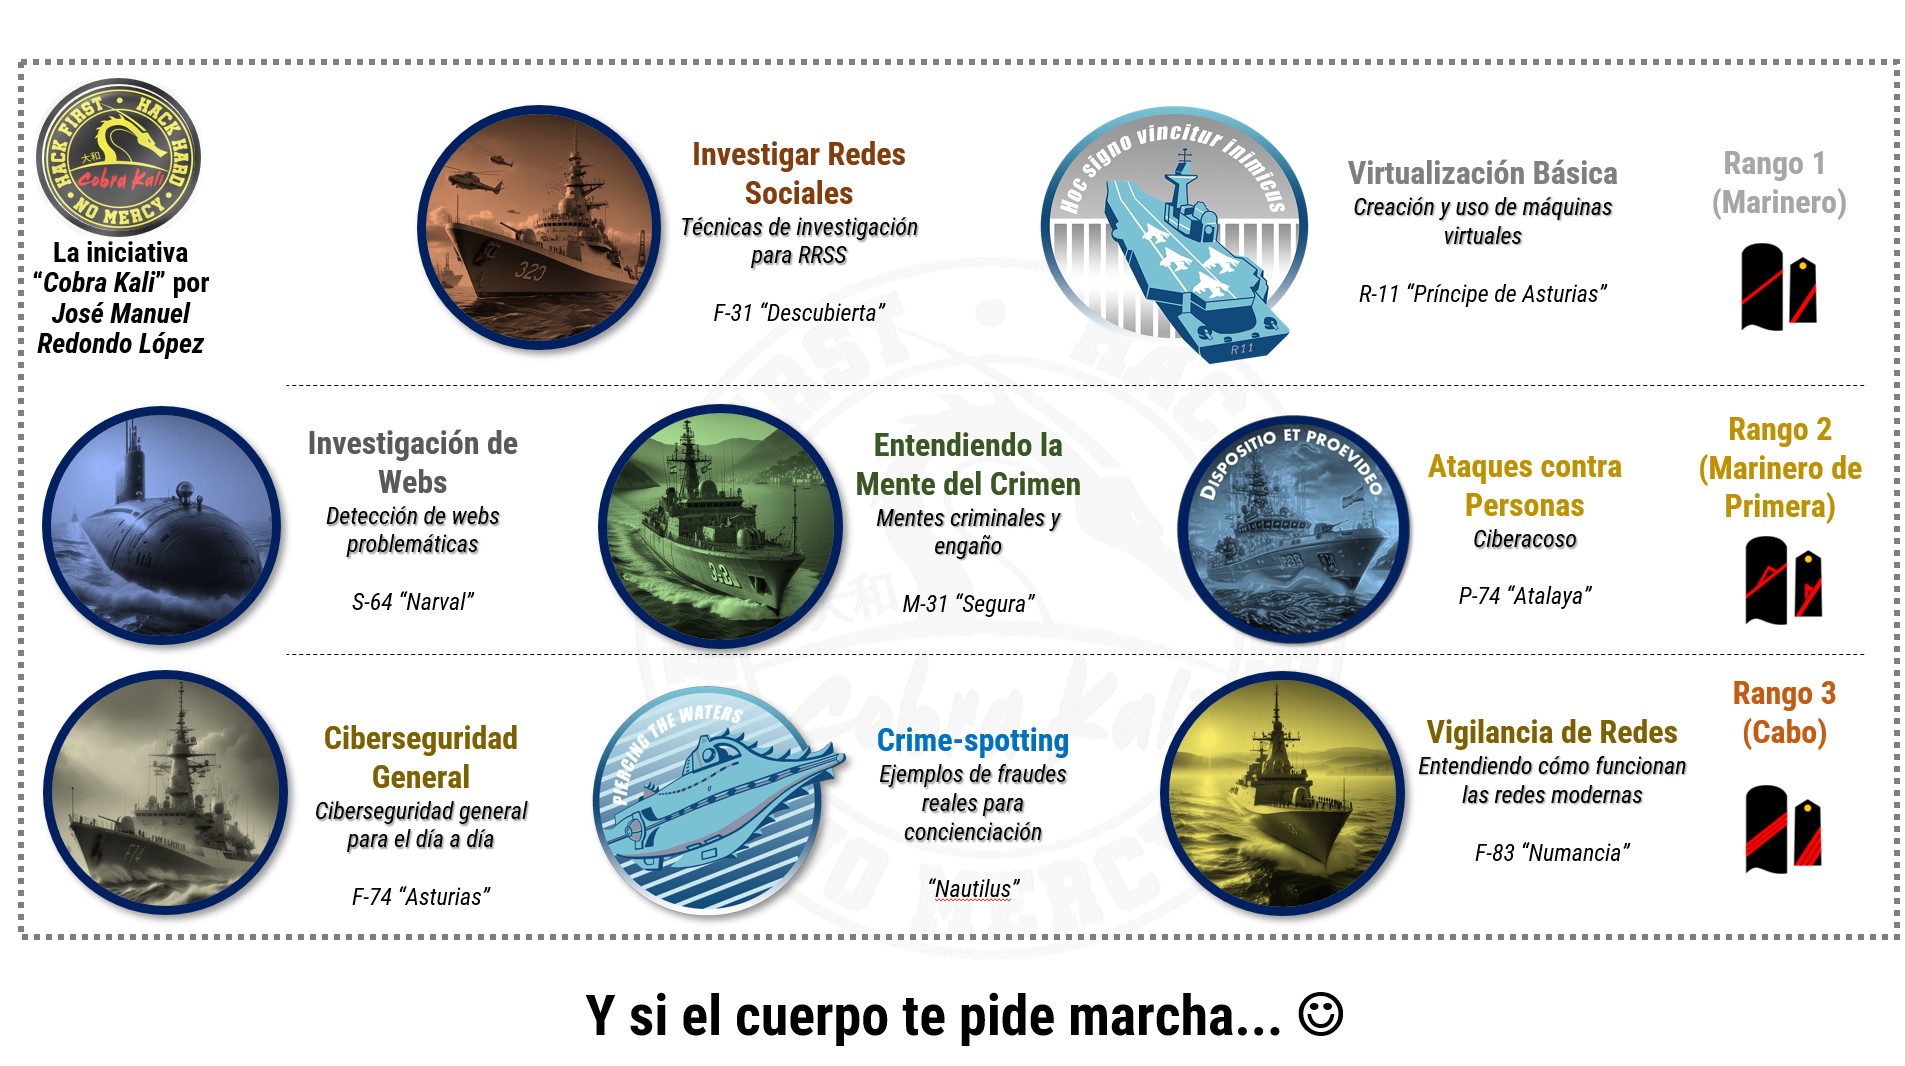 HACK FIRST • HACK HARD
大和
Cobra Kali
• NO MERCY •
La iniciativa
“Cobra Kali” por
José Manuel
Redondo López
323
Investigar Redes
Sociales
Técnicas de investigación
para RRSS
F-31 “Descubierta”
Hoc signo vincitur inimicus
R11
Virtualización Básica
Creación y uso de máquinas
virtuales
R-11 “Príncipe de Asturias”
Rango 1
(Marinero)
Investigación de
Webs
Detección de webs
problemáticas
S-64 “Narval”
Entendiendo la
Mente del Crimen
Mentes criminales y
engaño
M-31 “Segura”
DISPOSITIO ET PROEVIDEO
Ataques contra
Personas
Ciberacoso
P-74 “Atalaya”
Rango 2
(Marinero de
Primera)
F74
Ciberseguridad
General
Ciberseguridad general
para el día a día
F-74 “Asturias”
PIERCING THE WATERS
Crime-spotting
Ejemplos de fraudes
reales para
concienciación
“Nautilus”
Vigilancia de Redes
Entendiendo cómo funcionan
las redes modernas
F-83 “Numancia”
Rango 3
(Cabo)
Y si el cuerpo te pide marcha... ☺